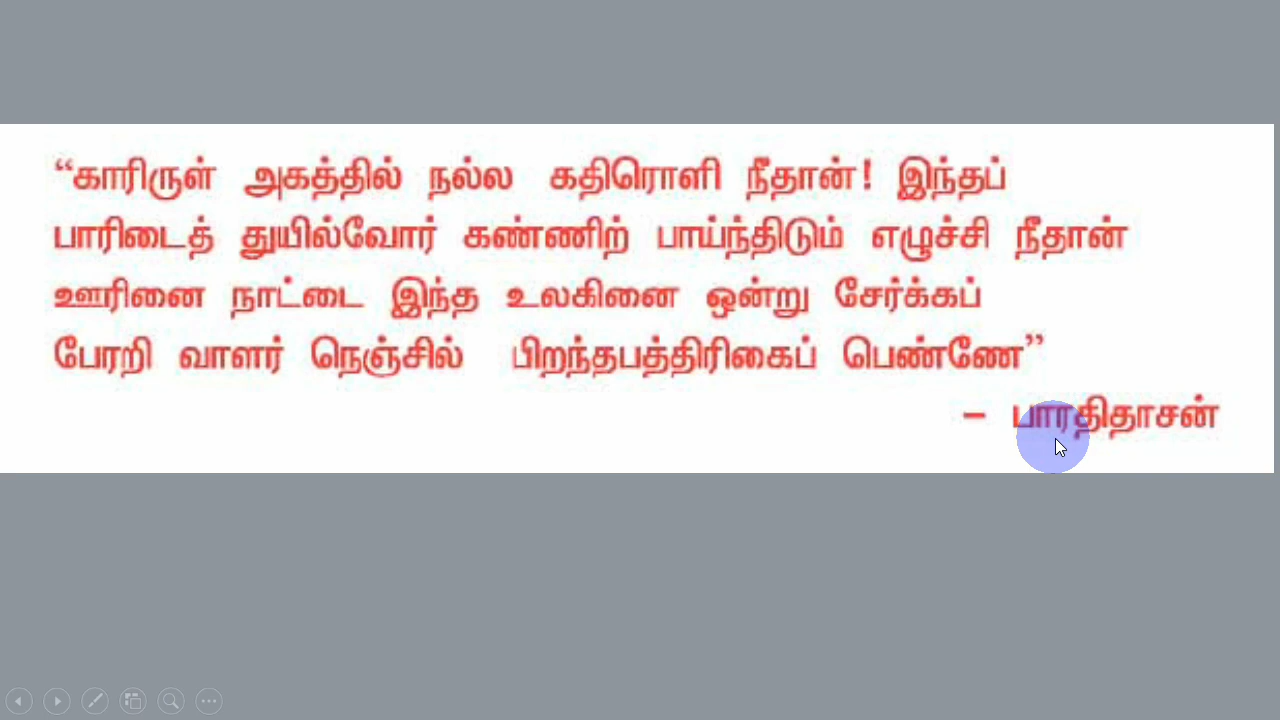 “காரிருள் அகத்தில் நல்ல கதிரொளி நீதான்! இந்தப்
பாரிடைத் துயில்வோர் கண்ணிற் பாய்ந்திடும் எழுச்சி நீதான்
ஊரினை நாட்டை இந்த உலகினை ஒன்று சேர்க்கப்
பேரறி வாளர் நெஞ்சில் பிறந்தபத்திரிகைப் பெண்ணே”
– பாரதிதாசன்